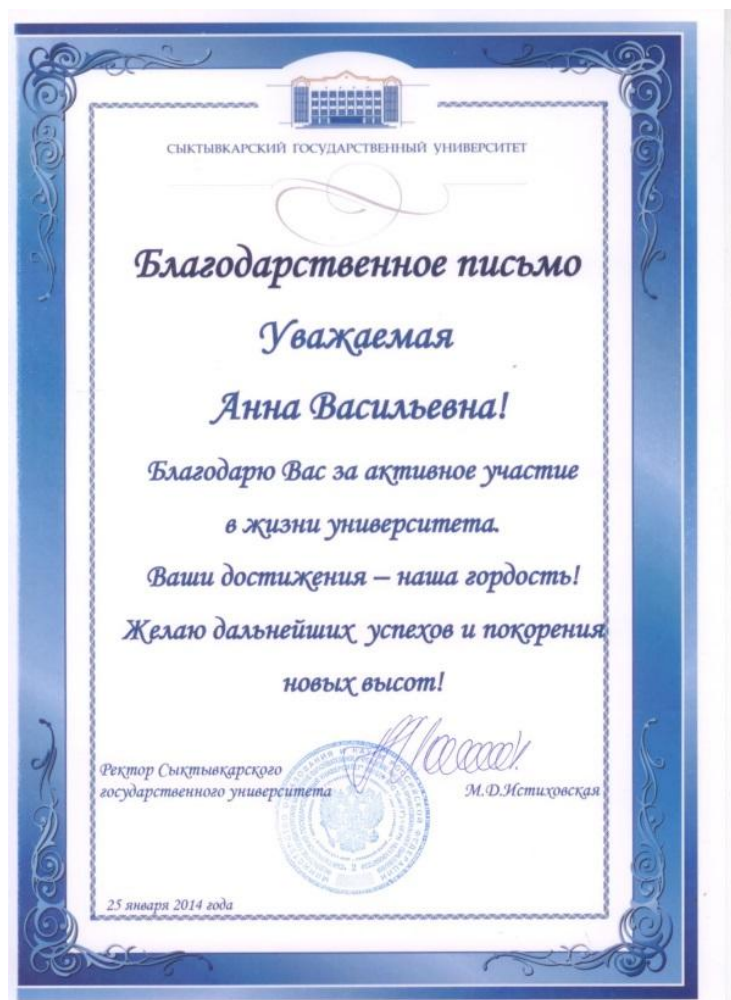 СЫКТЫВКАРСКИЙ ГОСУДАРСТВЕННЫЙ УНИВЕРСИТЕТ
Благодарственное письмо
Уважаемая
Анна Васильевна!
Благодарю Вас за активное участие
в жизни университета.
Ваши достижения – наша гордость!
Желаю дальнейших успехов и покорения
новых высот!
Ректор Сыктывкарского
государственного университета
М.Д.Истиховская
25 января 2014 года